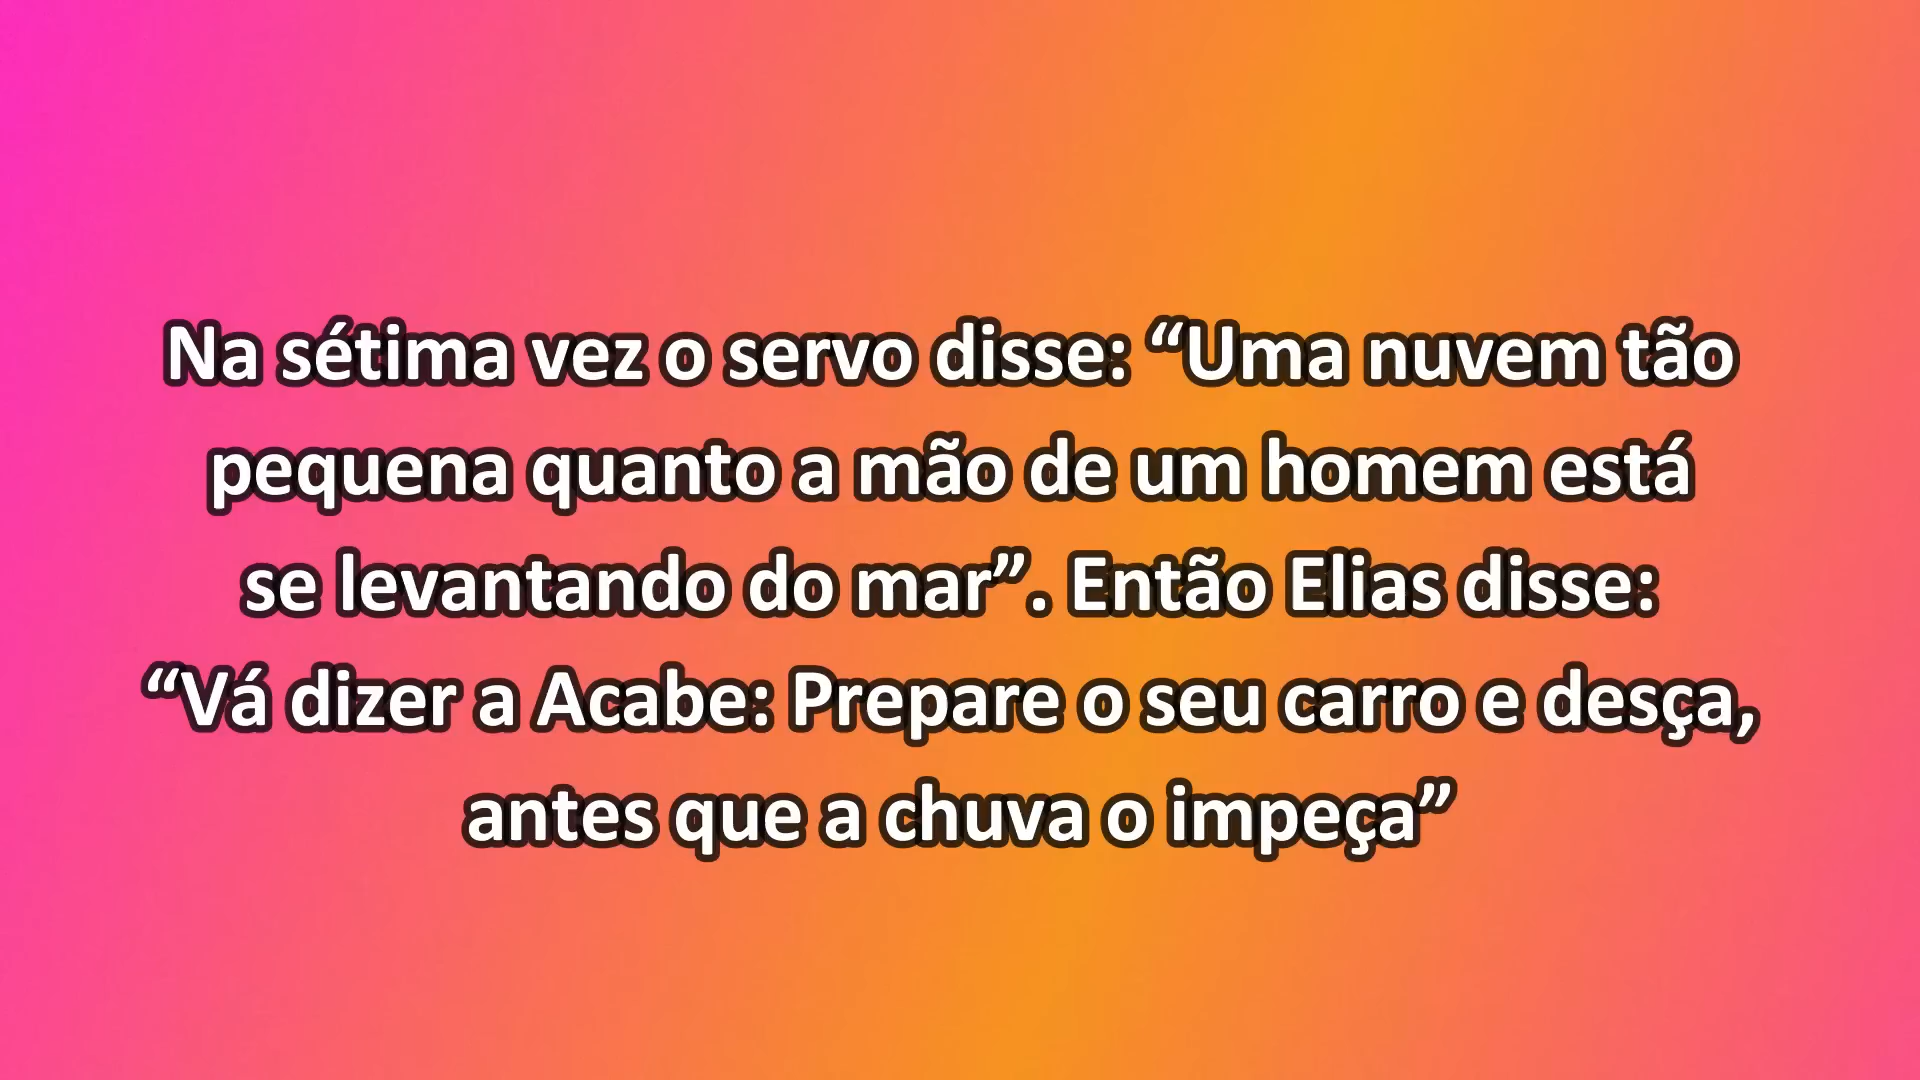 Na sétima vez o servo disse: “Uma nuvem tão
pequena quanto a mão de um homem está
se levantando do mar”. Então Elias disse:
“Vá dizer a Acabe: Prepare o seu carro e desça,
antes que a chuva o impeça”